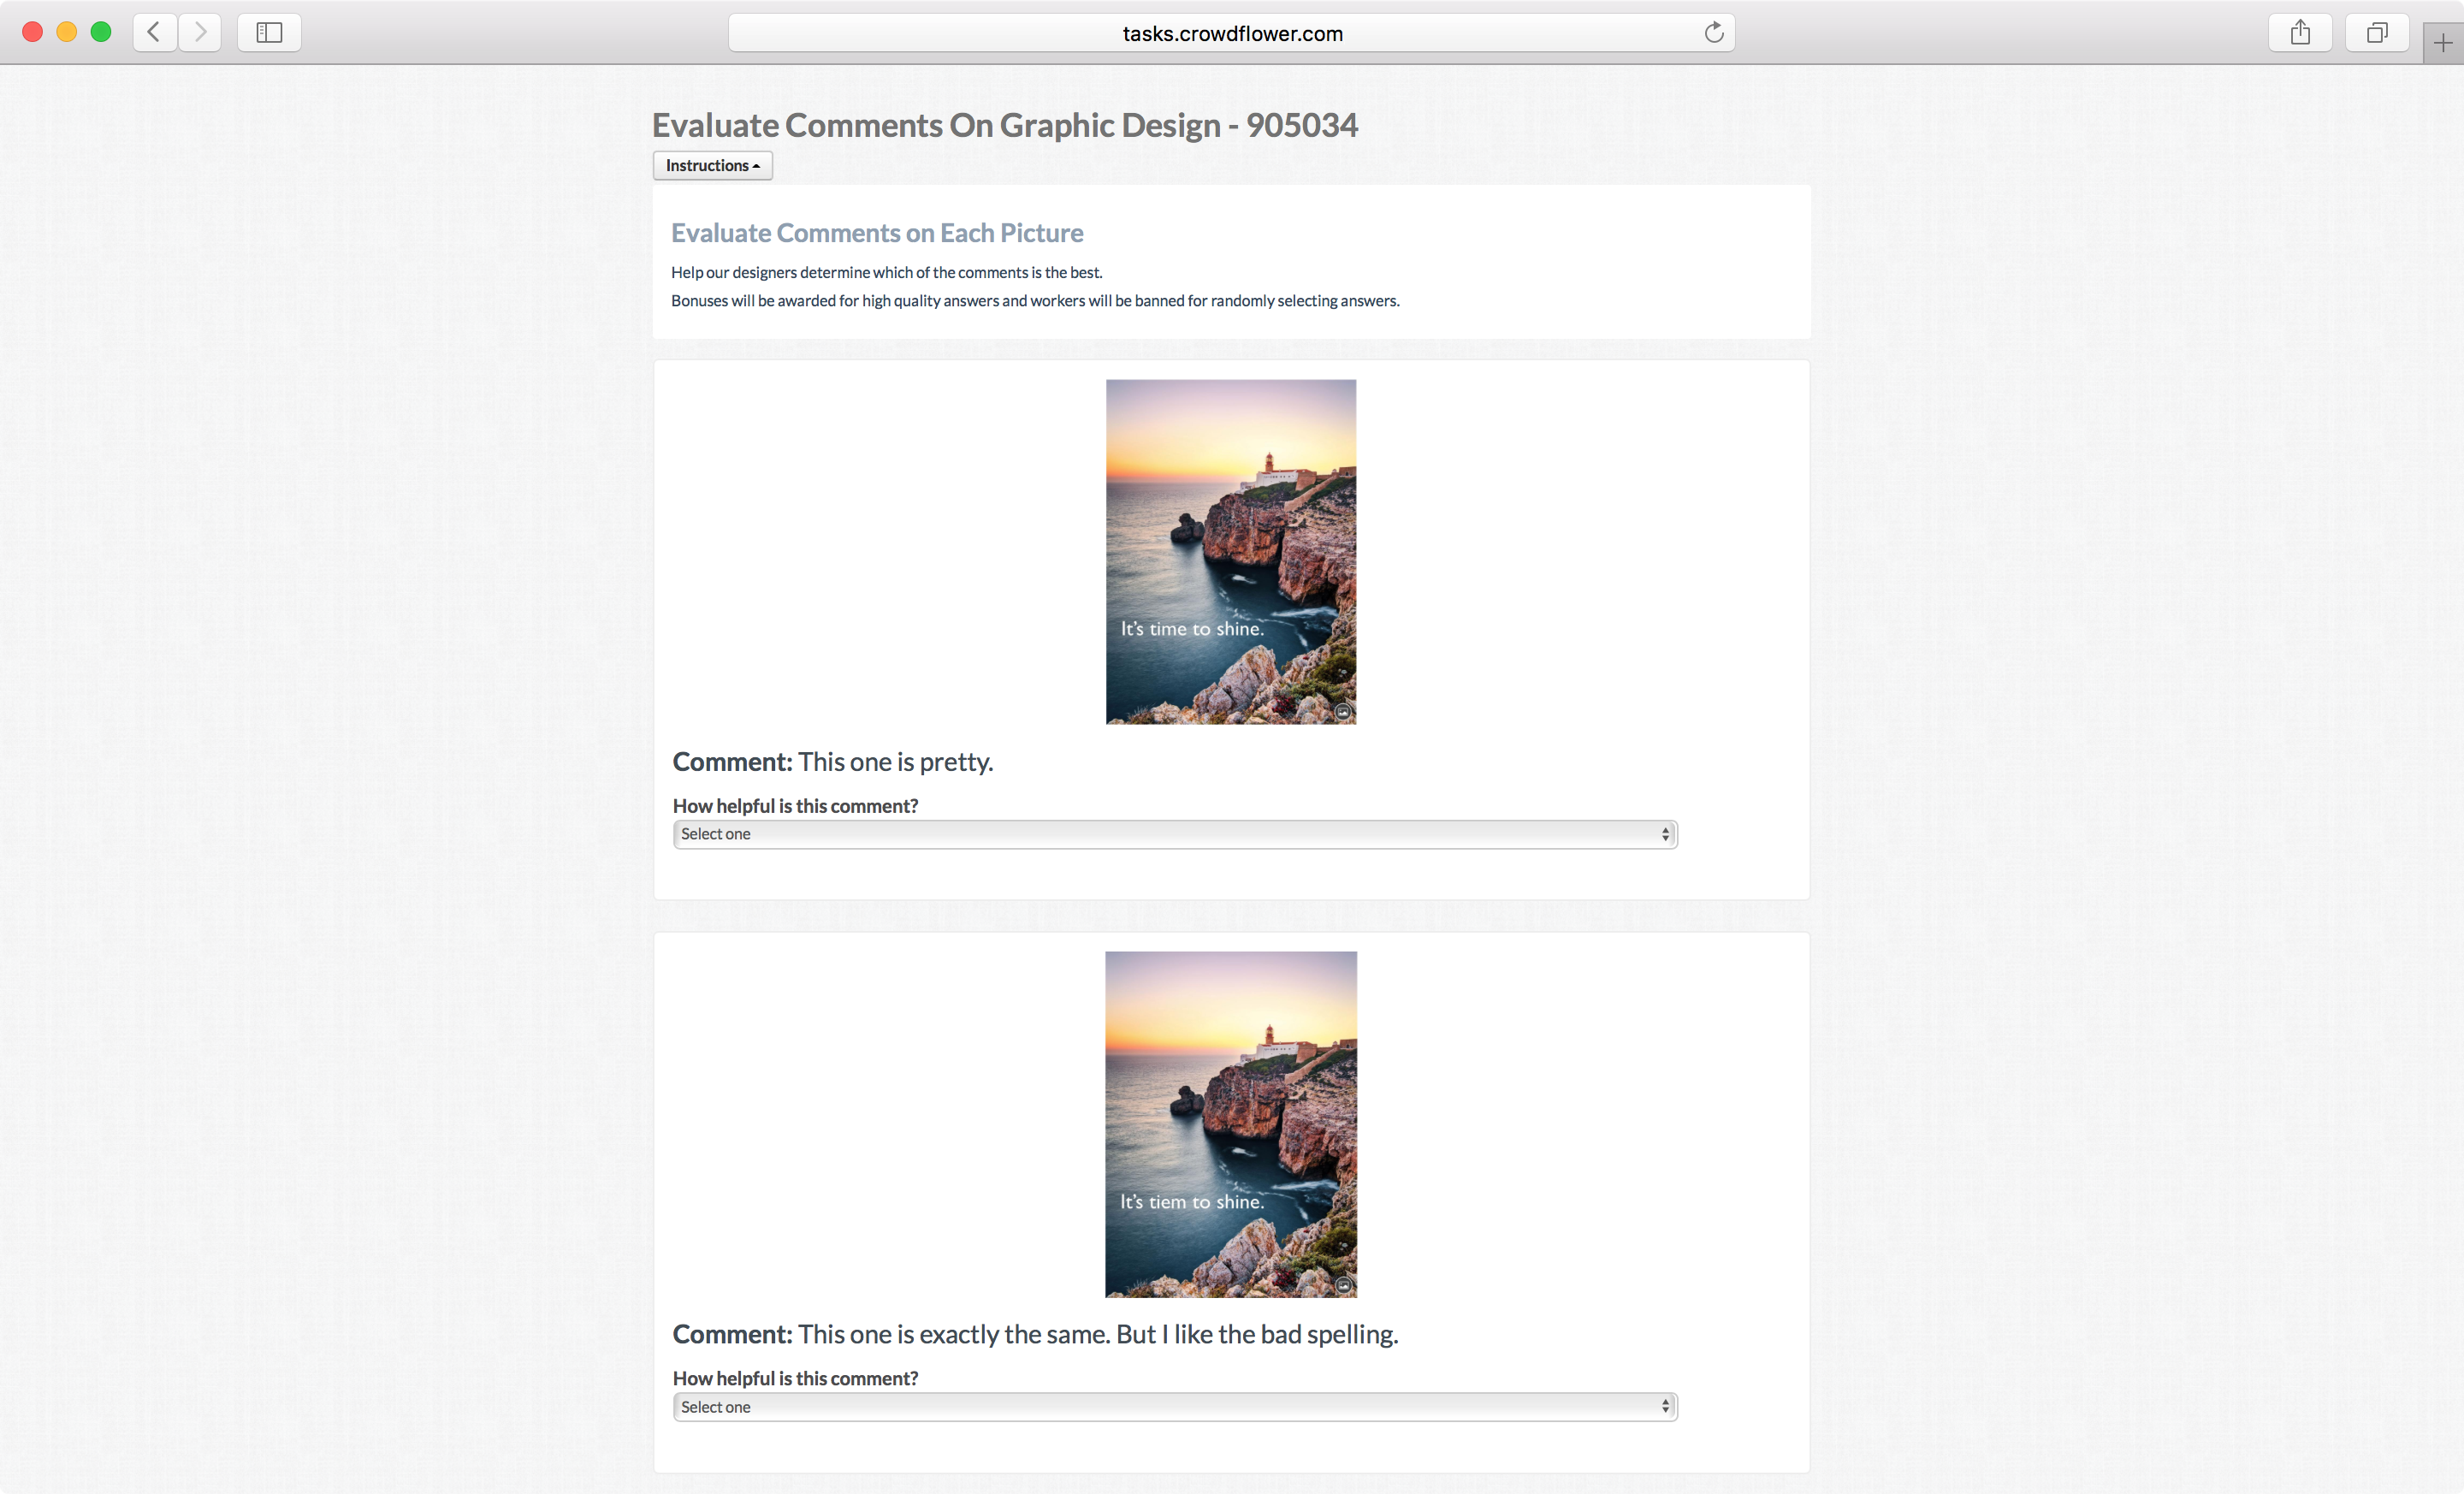 tasks.crowdflower.com
Evaluate Comments On Graphic Design - 905034
Instructions
Evaluate Comments on Each Picture
Help our designers determine which of the comments is the best.
Bonuses will be awarded for high quality answers and workers will be banned for randomly selecting answers.
It's time to shine.
Comment: This one is pretty.
How helpful is this comment?
Select one
It's tiem to shine.
Comment: This one is exactly the same. But I like the bad spelling.
How helpful is this comment?
Select one